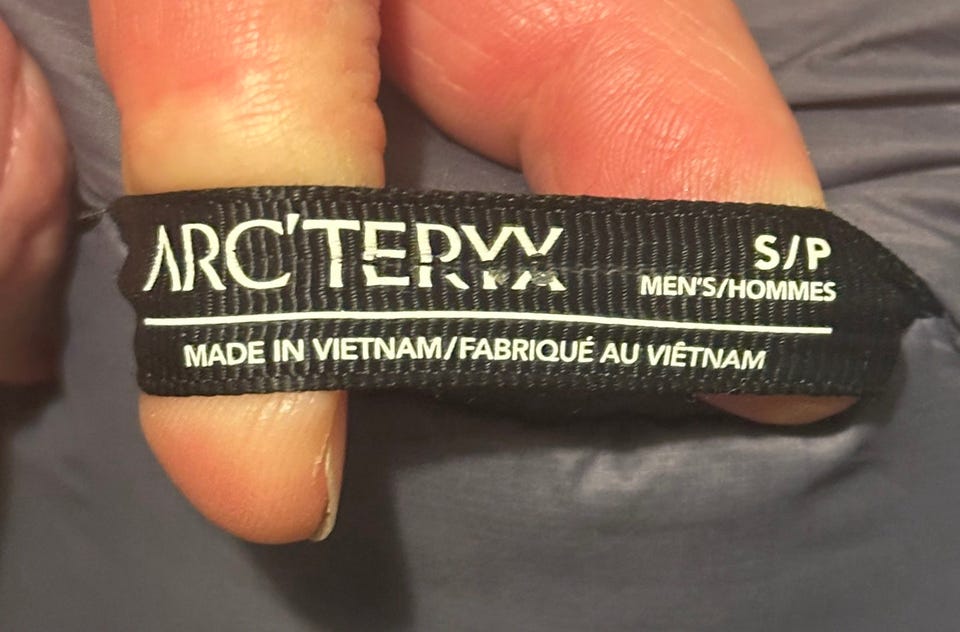 ARC'TERYX
S/P
MEN'S/HOMMES
MADE IN VIETNAM/FABRIQUÉ AU VIÊTNAM